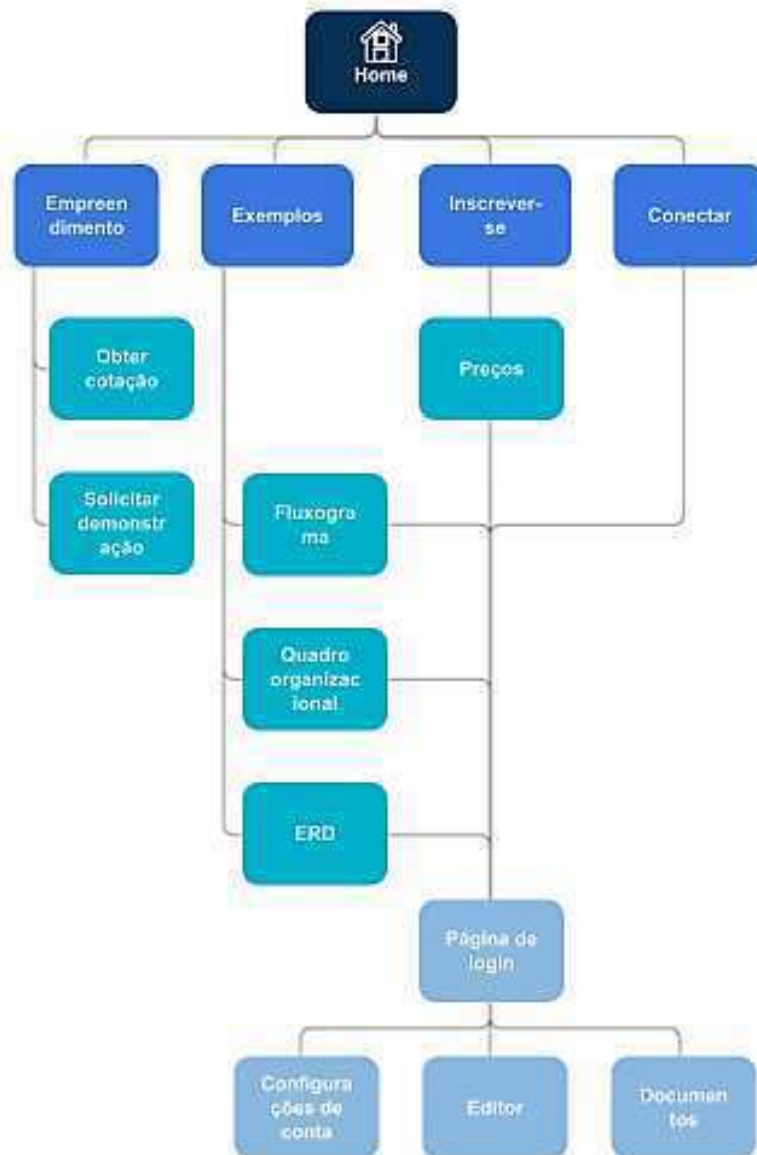 Home
Empreen
dimento
Exemplos
Inscrever-
se
Conectar
Obter
cotação
Preços
Solicitar
demonstr
ação
Fluxogra
ma
Quadro
organizac
ional
ERD
Página de
login
Configura
ções de
conta
Editor
Documen
tos